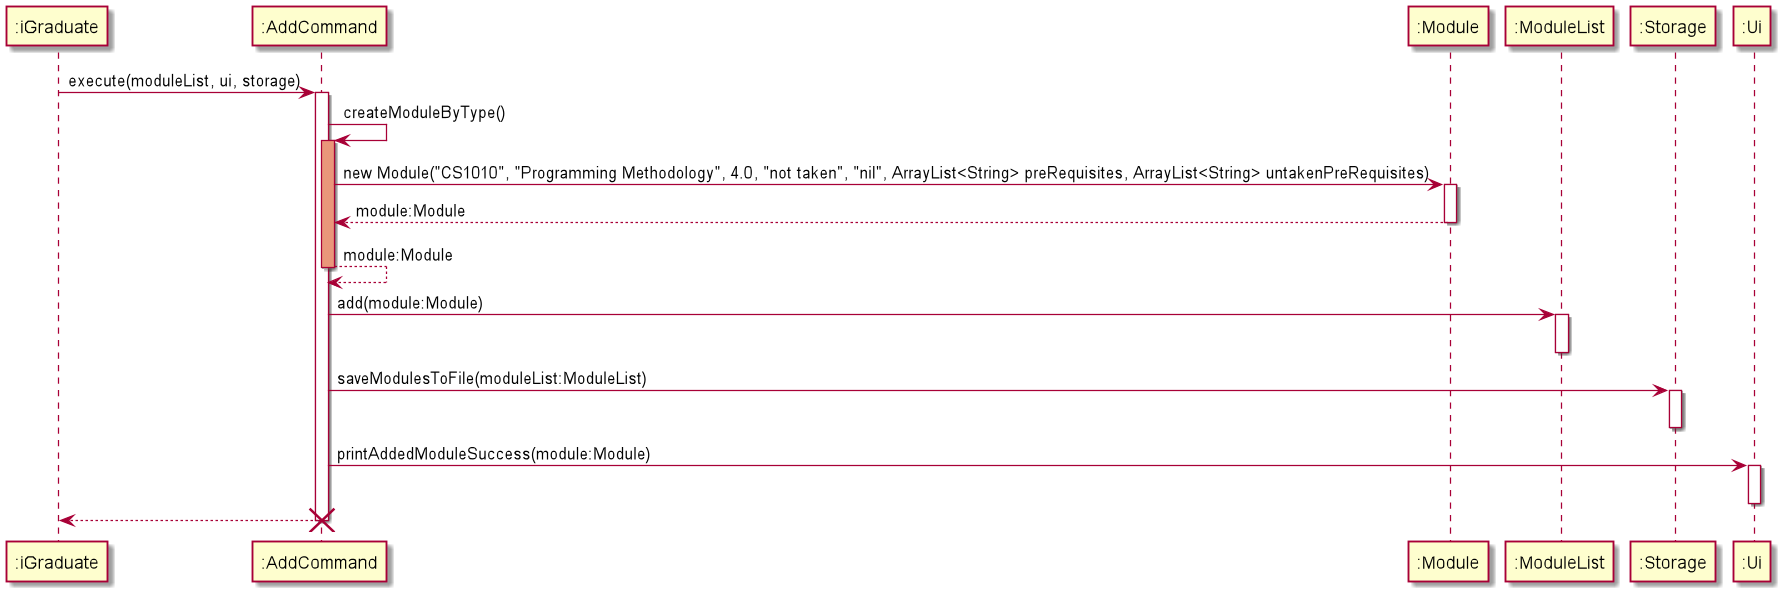 :iGraduate
:AddCommand
:Module
:ModuleList
:Storage
:Ui
execute(moduleList, ui, storage)
createModuleByType()
new Module("CS1010", "Programming Methodology", 4.0, "not taken", "nil", ArrayList<String> preRequisites, ArrayList<String> untakenPreRequisites)
module:Module
module:Module
add(module:Module)
saveModulesToFile(moduleList:ModuleList)
printAddedModuleSuccess(module:Module)
:iGraduate
:AddCommand
:Module
:ModuleList
:Storage
:Ui